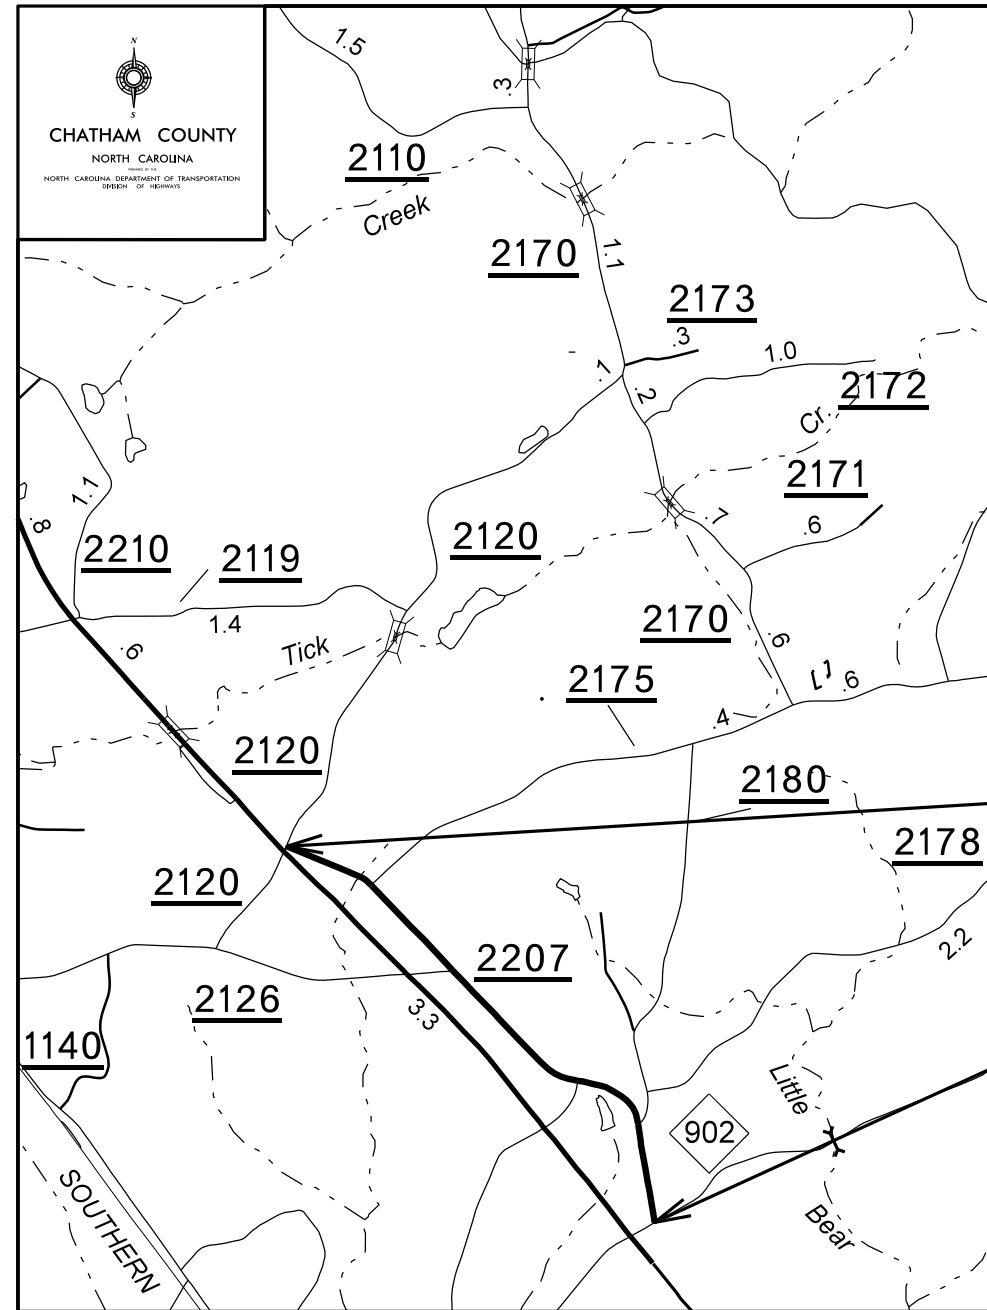 N
S
CHATHAM COUNTY
NORTH CAROLINA
PREPARED BY THE
NORTH CAROLINA DEPARTMENT OF TRANSPORTATION
DIVISION OF HIGHWAYS
1.5
.3
2110
Creek
2170
1.1
2173
.3
1.0
.1
.2
2172
Cr.
2171
1.1
.8
.7
.6
2210
2119
2120
1.4
2170
.6
Tick
.6
2175
.6
.4
2120
2180
2178
2120
2207
2.2
2126
3.3
1140
Little
902
SOUTHERN
Bear